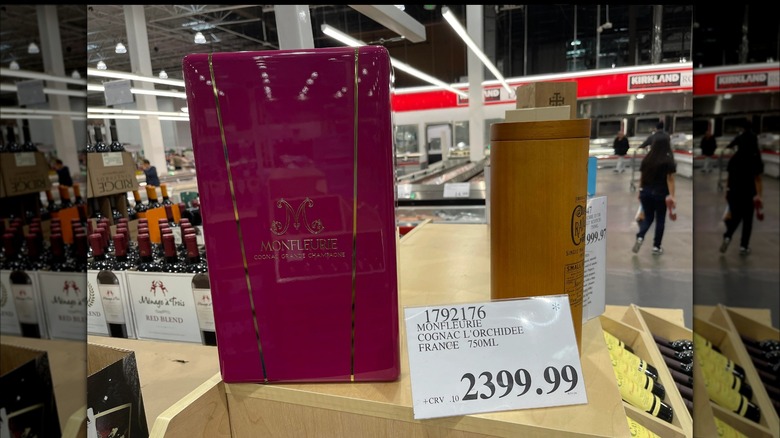 KIRKLAND
KIRKLAND
MONFLEURIE
COGNAC GRANDE CHAMPAGNE
Ménage à Trois
RED BLEND
1792176
MONFLEURIE
COGNAC L'ORCHIDEE
FRANCE 750ML
+CRV .10 2399.99
999.97